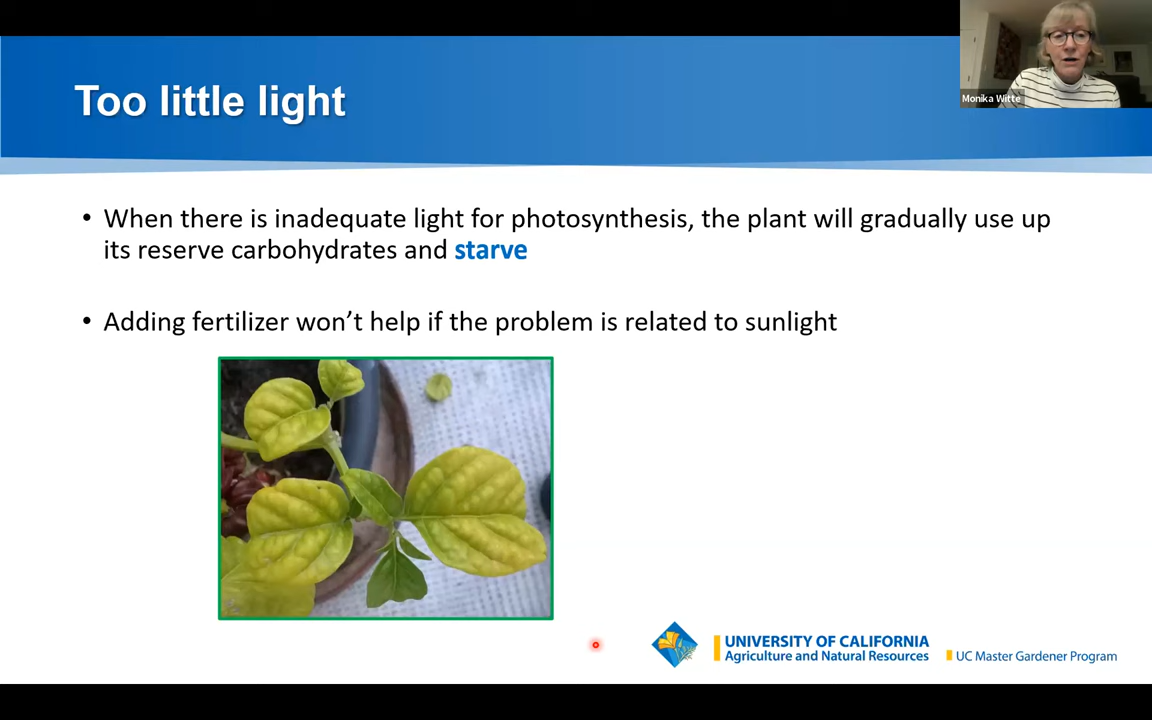 Too little light
Monika Witte
• When there is inadequate light for photosynthesis, the plant will gradually use up
its reserve carbohydrates and starve
• Adding fertilizer won’t help if the problem is related to sunlight
UNIVERSITY OF CALIFORNIA
Agriculture and Natural Resources
UC Master Gardener Program